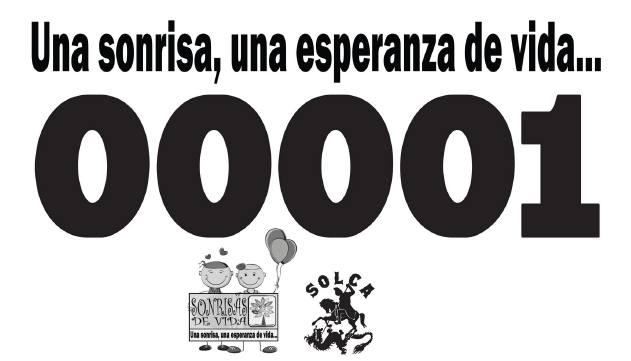 Una sonrisa, una esperanza de vida...
00001
SOLCA
SONRISAS
DE VIDA
Una sonrisa, una esperanza de vida...